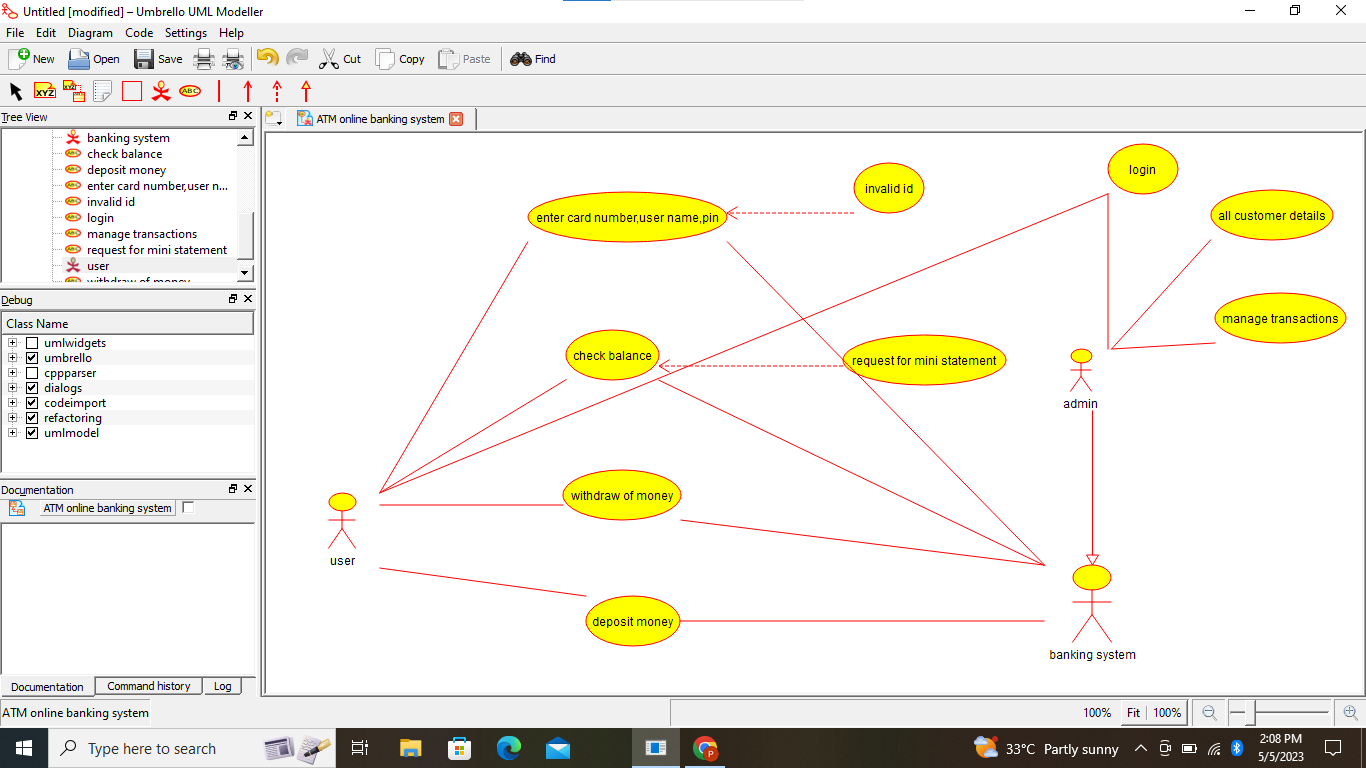 Untitled [modified] – Umbrello UML Modeller
File Edit Diagram Code Settings Help
New Open Save Cut Copy Paste Find
XYZ XYZ ABC
Tree View
ATM online banking system
banking system
check balance
deposit money
enter card number,user n...
invalid id
login
manage transactions
request for mini statement
user
withdraw of money
Debug
Class Name
umlwidgets
umbrello
cppparser
dialogs
codeimport
refactoring
umlmodel
Documentation
ATM online banking system
Documentation Command history Log
login
invalid id
enter card number,user name,pin
all customer details
manage transactions
check balance
request for mini statement
admin
withdraw of money
user
deposit money
banking system
ATM online banking system
100% Fit 100%
Type here to search
P
33°C Partly sunny
2:08 PM
5/5/2023